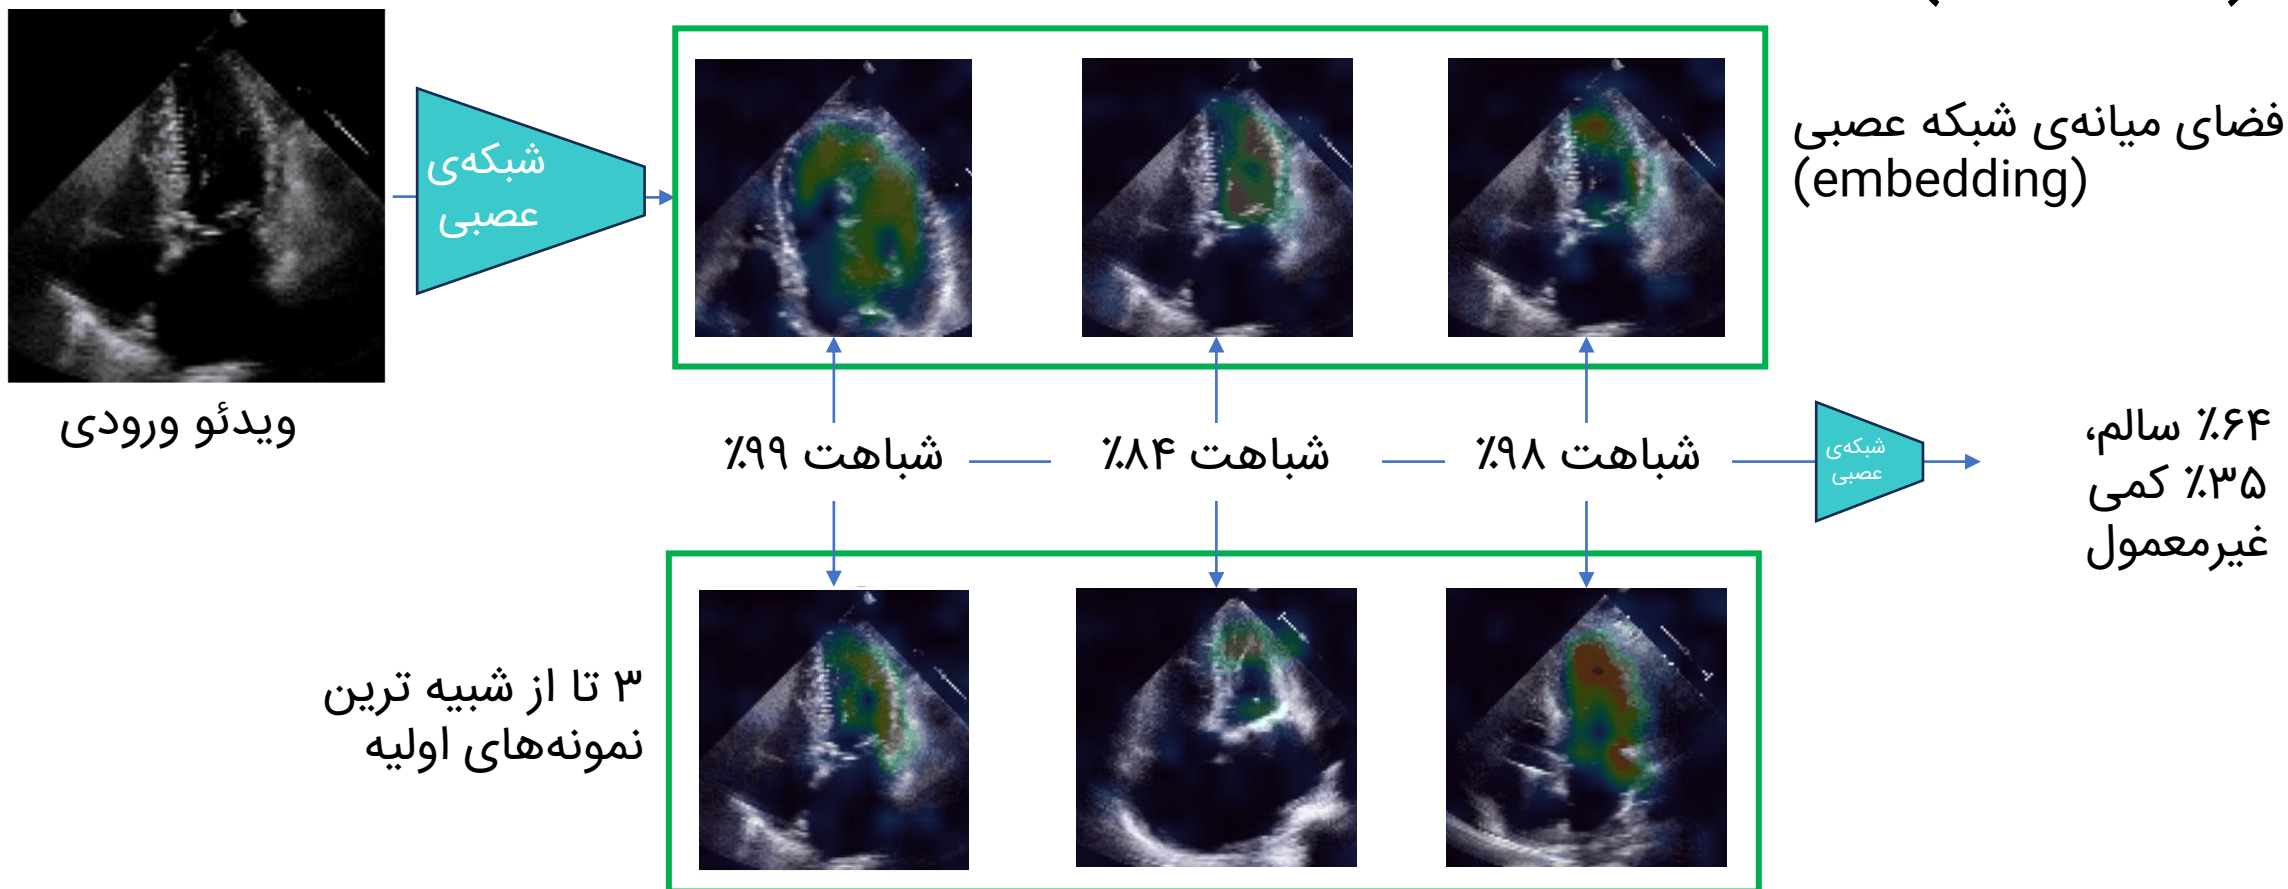 فضای میانه‌ی شبکه عصبی
(embedding)
شبکه‌ی
عصبی
ویدئو ورودی
شباهت ۹۹٪
شباهت ۸۴٪
شباهت ۹۸٪
شبکه‌ی
عصبی
۶۴٪ سالم،
۳۵٪ کمی
غیرمعمول
۳ تا از شبیه ترین
نمونه‌های اولیه